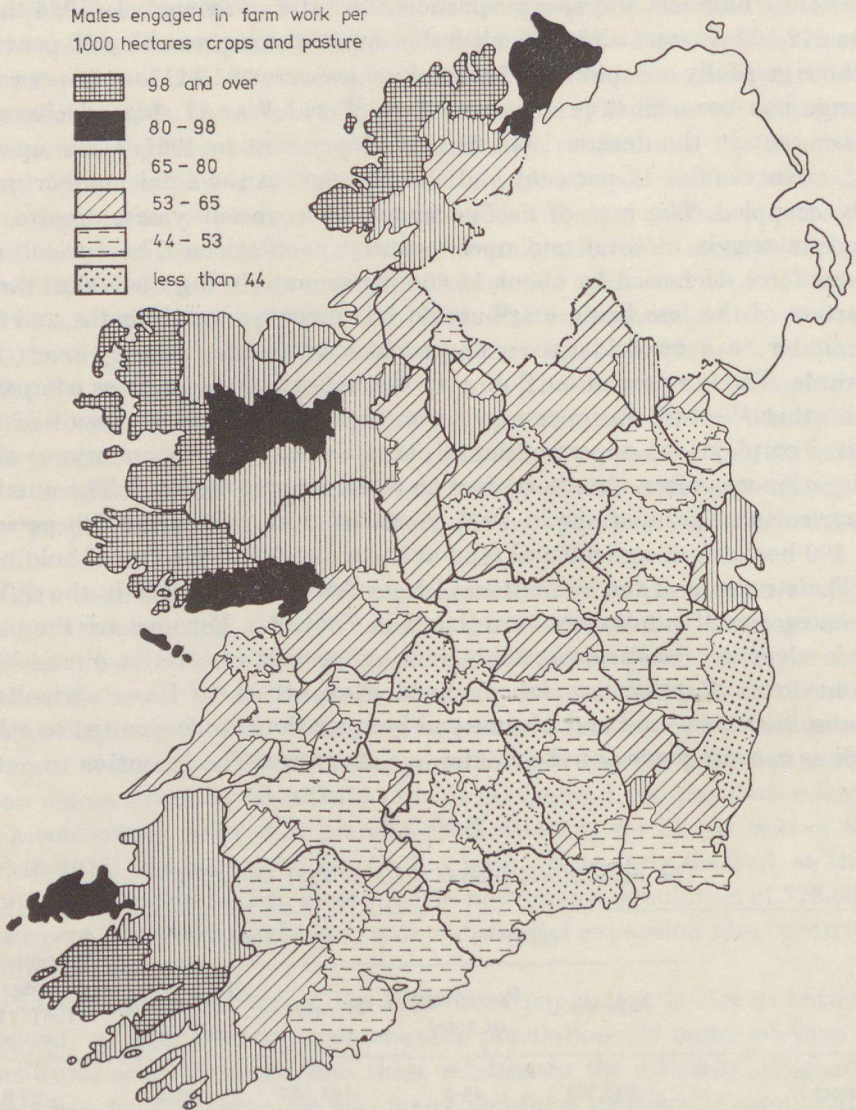 Males engaged in farm work per
1,000 hectares crops and pasture
98 and over
80 – 98
65 – 80
53 – 65
44 – 53
less than 44